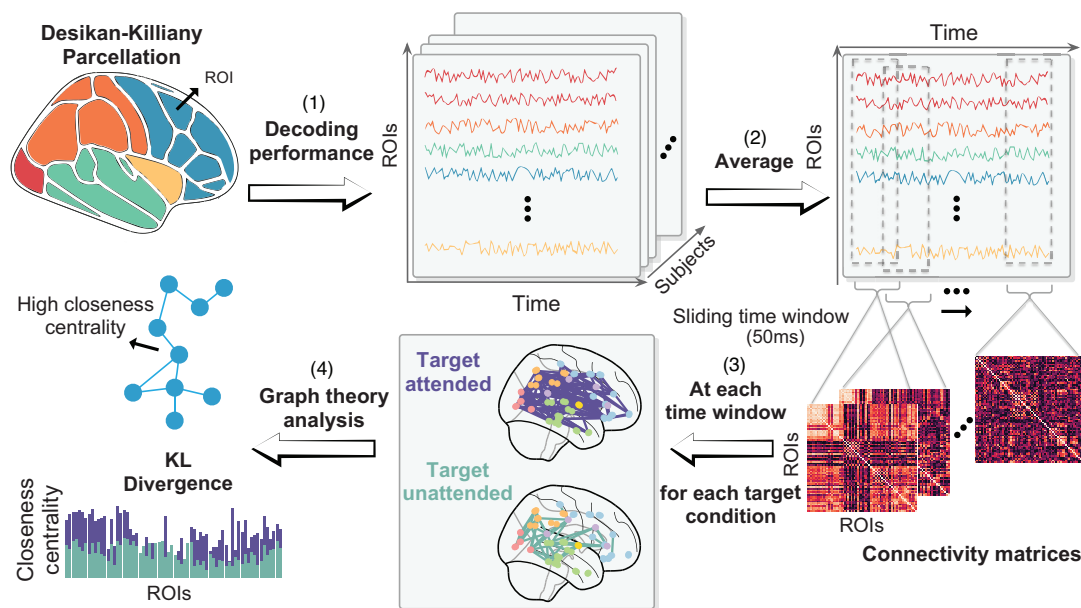 Desikan-Killiany
Parcellation
ROI
(1)
Decoding
performance
ROIs
Time
Subjects
(2)
Average
Time
ROIs
Sliding time window
(50ms)
(3)
At each
time window
for each target
condition
ROIs
ROIs
Connectivity matrices
Target
attended
Target
unattended
(4)
Graph theory
analysis
High closeness
centrality
KL
Divergence
Closeness
centrality
ROIs